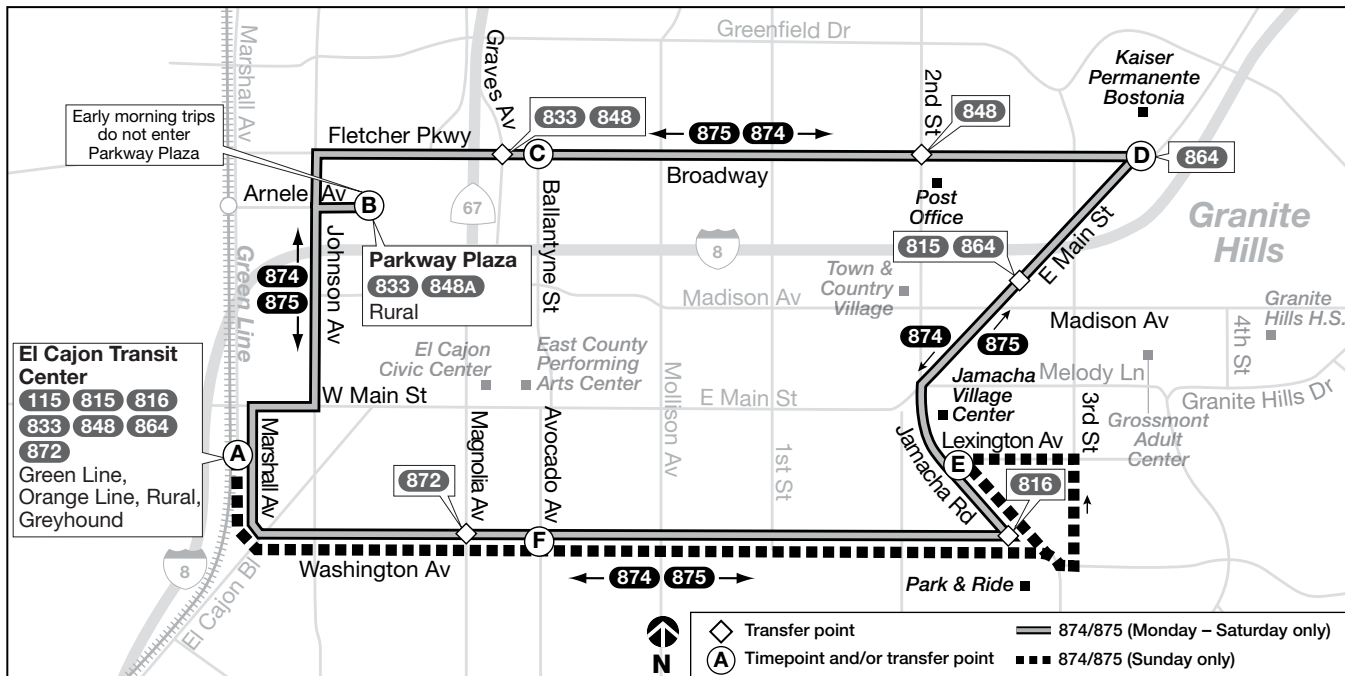 Greenfield Dr
Marshall Av
Graves Av
2nd St
Kaiser
Permanente
Bostonia
Early morning trips
do not enter
Parkway Plaza
833 848
848
Fletcher Pkwy
875 874
C
D
864
Broadway
Arnele Av
B
67
Ballantyne St
Post
Office
Granite
Hills
Green Line
874
875
Johnson Av
Parkway Plaza
833 848A
Rural
8
815 864
E Main St
Town &
Country
Village
Madison Av
Madison Av
4th St
Granite
Hills H.S.
El Cajon Transit
Center
115 815 816
833 848 864
872
Green Line,
Orange Line, Rural,
Greyhound
El Cajon
Civic Center
East County
Performing
Arts Center
874
875
Melody Ln
Jamacha
Village
Center
W Main St
E Main St
Mollison Av
Granite Hills Dr
3rd St
Grossmont
Adult
Center
A
Marshall Av
Magnolia Av
Avocado Av
1st St
Lexington Av
E
Jamacha Rd
872
816
F
Washington Av
874 875
Park & Ride
8
El Cajon Bl
N
Transfer point
874/875 (Monday – Saturday only)
A
Timepoint and/or transfer point
874/875 (Sunday only)